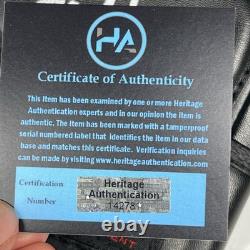 HA
Certificate of Authenticity
This item has been examined by one or more Heritage
Authentication experts and in our opinion the item is
authentic. The item has been marked with a tamperproof
serial numbered label that identifies the item in our data
base and matches this certificate. Verification inquiries
can be made by visiting www.heritageauthentication.com
Certification
Number
Heritage
Authentication
14278